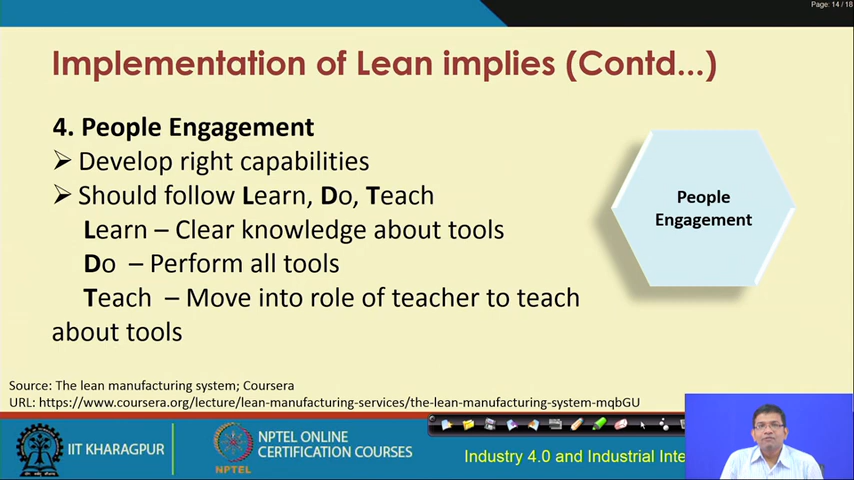 Page: 14 / 18
Implementation of Lean implies (Contd...)
4. People Engagement
➢ Develop right capabilities
➢ Should follow Learn, Do, Teach
Learn – Clear knowledge about tools
Do – Perform all tools
Teach – Move into role of teacher to teach
about tools
People
Engagement
Source: The lean manufacturing system; Coursera
URL: https://www.coursera.org/lecture/lean-manufacturing-services/the-lean-manufacturing-system-mqbGU
IIT KHARAGPUR
NPTEL
NPTEL ONLINE
CERTIFICATION COURSES
Industry 4.0 and Industrial Inte